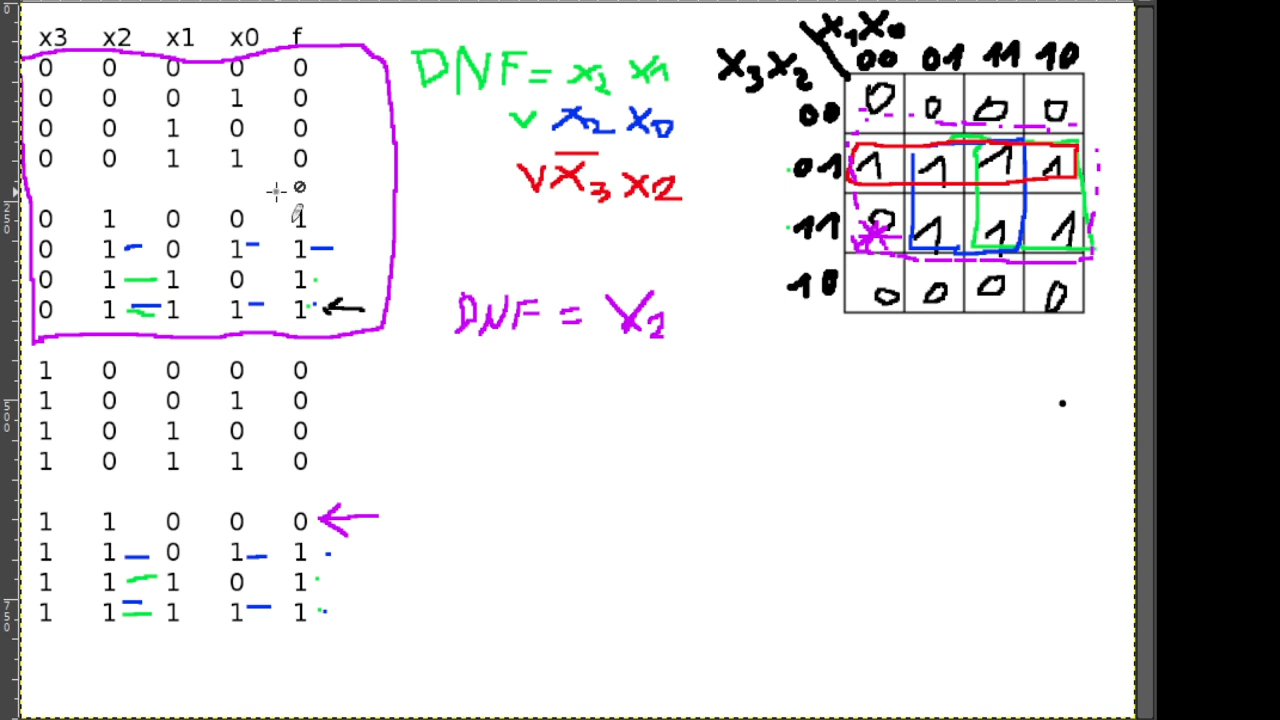 x3 x2 x1 x0 f
0 0 0 0 0
0 0 0 1 0
0 0 1 0 0
0 0 1 1 0
0 1 0 0 1
0 1 0 1 1
0 1 1 0 1
0 1 1 1 1
1 0 0 0 0
1 0 0 1 0
1 0 1 0 0
1 0 1 1 0
1 1 0 0 0
1 1 0 1 1
1 1 1 0 1
1 1 1 1 1
DNF = x2 x1
v x2 x0
v x̅3 x2
DNF = X2
X1X0
X3X2 00 01 11 10
00 0 0 0 0
01 1 1 1 1
11 0 1 1 1
10 0 0 0 0
0
250
500
750